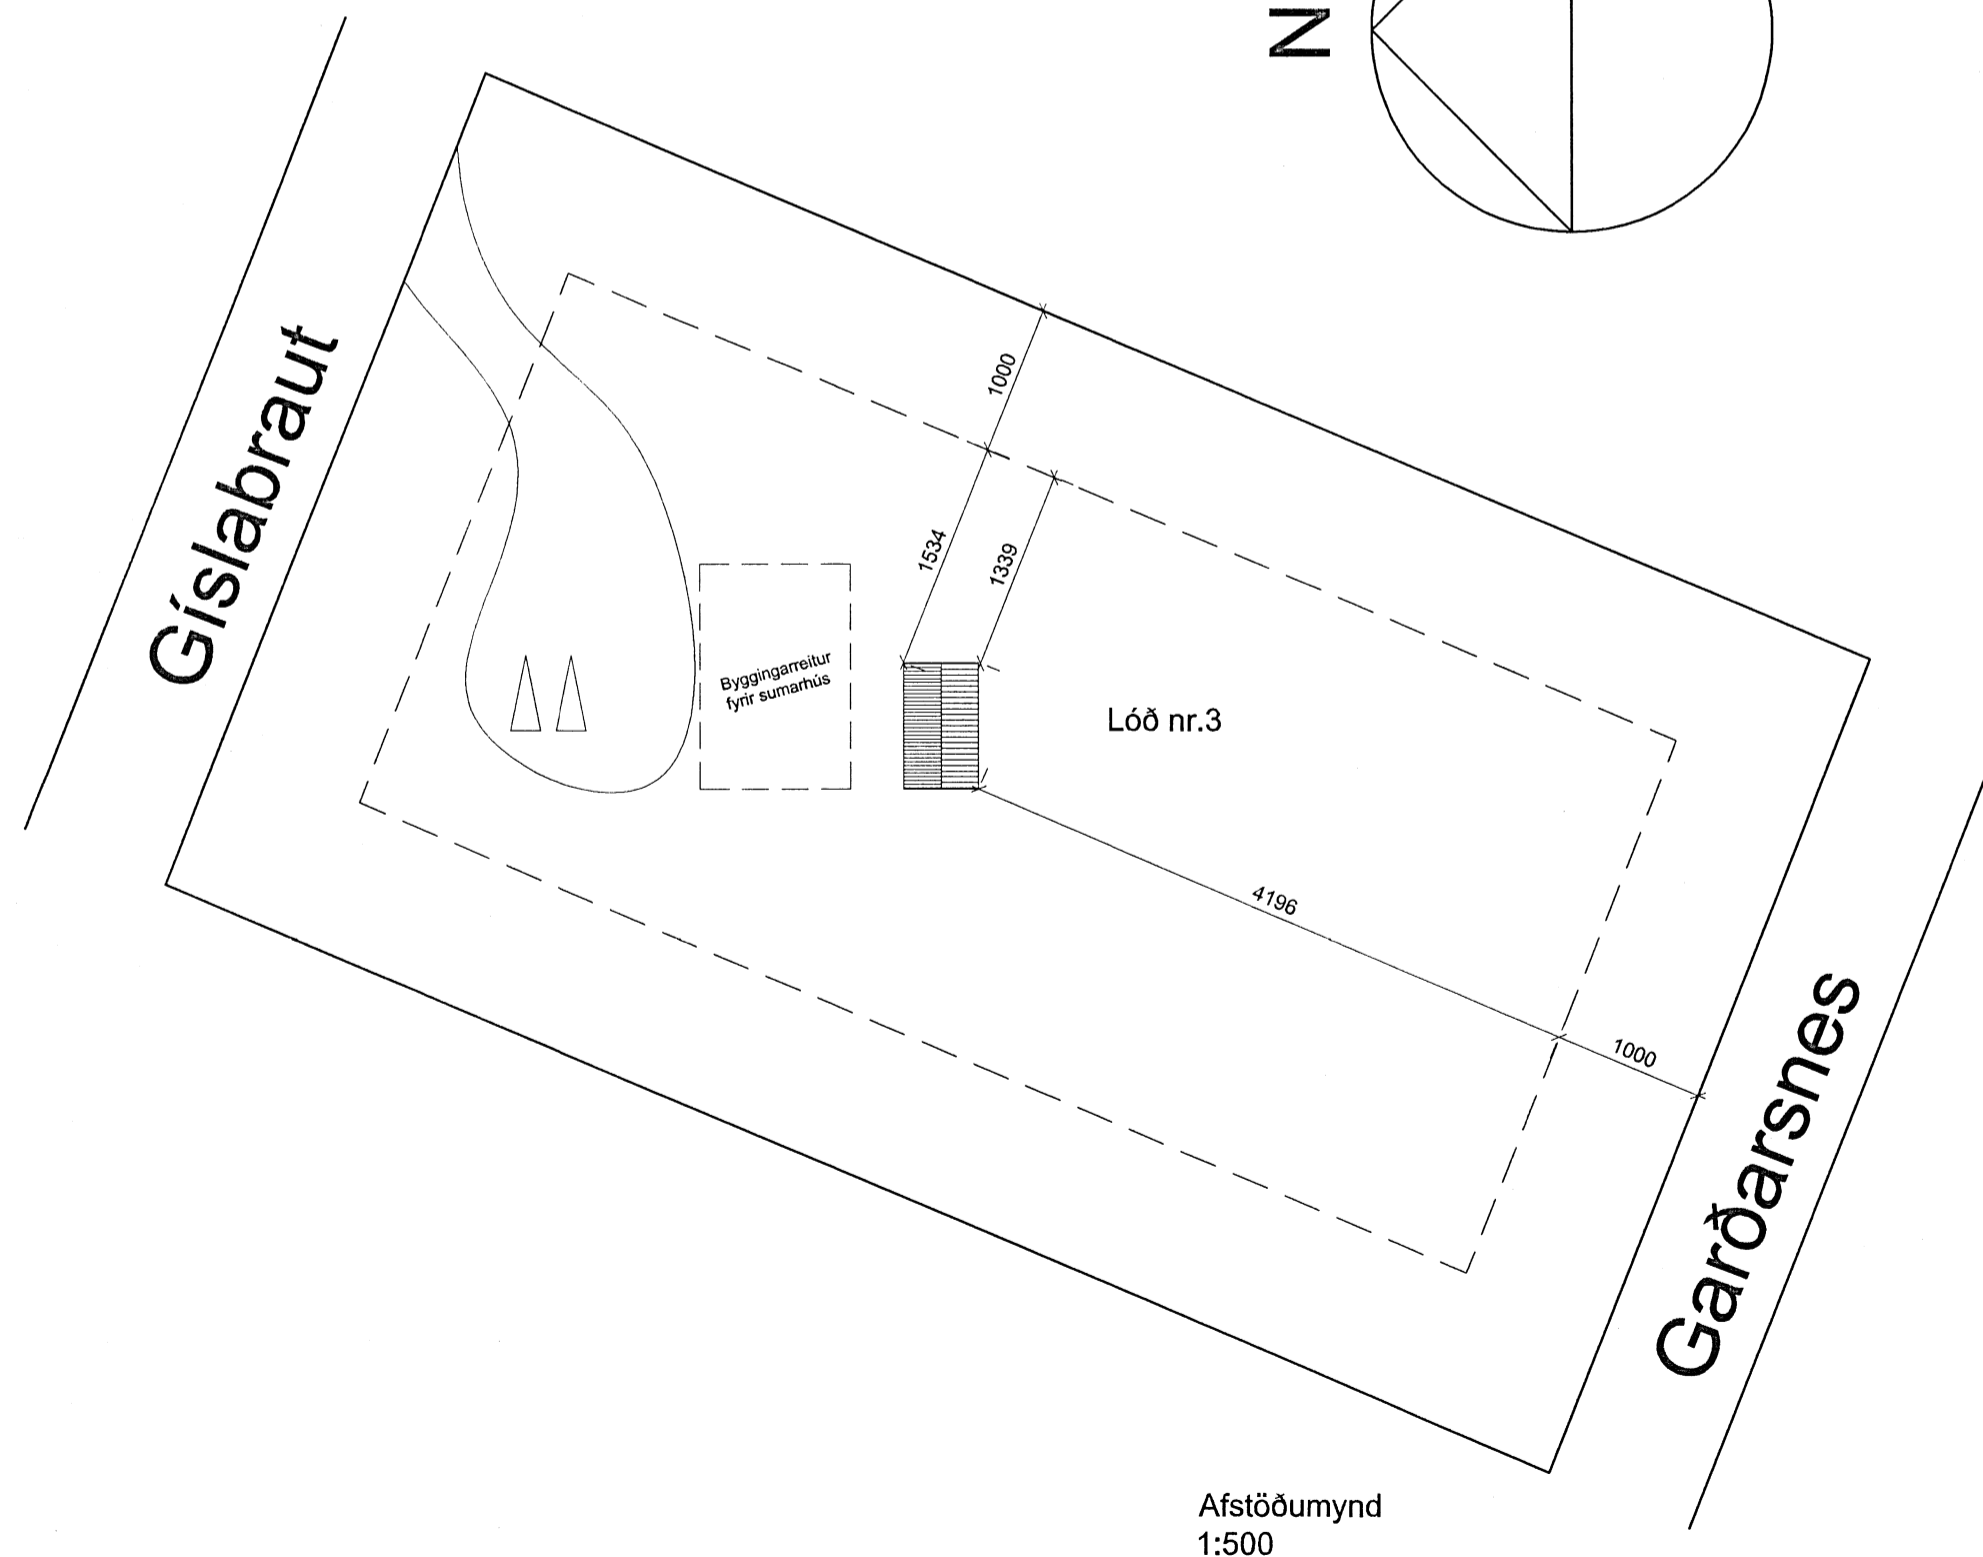 N
Gíslabraut
1000
1534
1339
Byggingarreitur
fyrir sumarhús
Lóð nr.3
4196
1000
Garðarsnes
Afstöðumynd
1:500